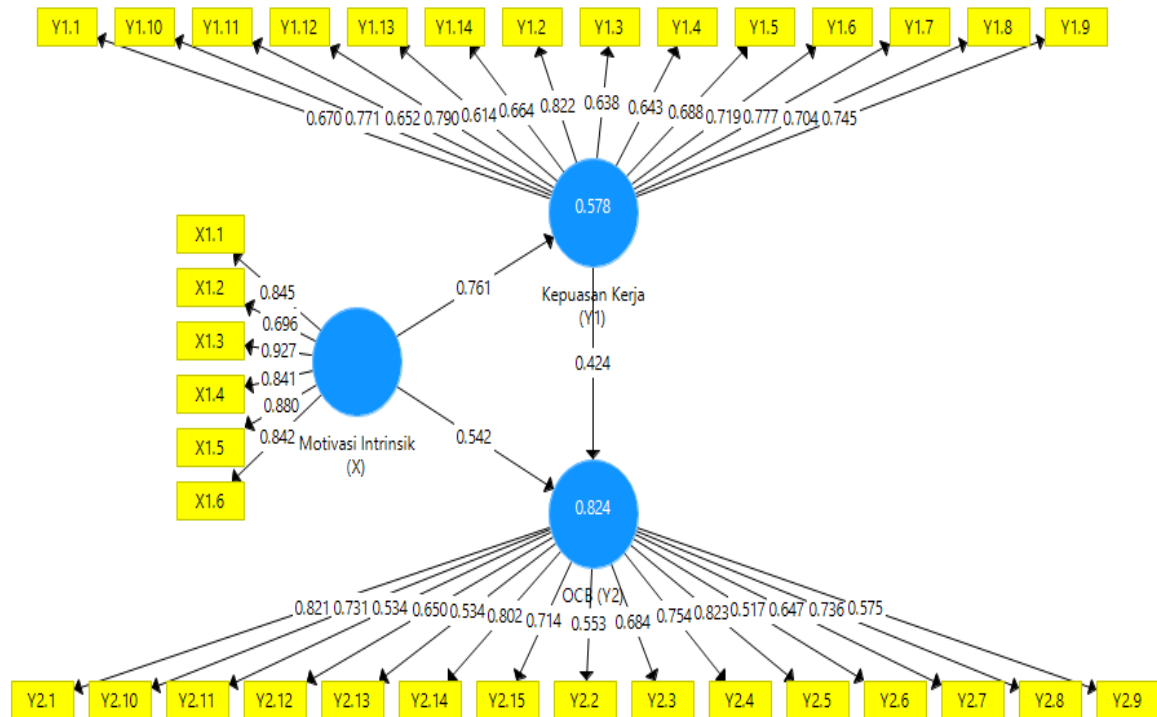 Y1.1 Y1.10 Y1.11 Y1.12 Y1.13 Y1.14 Y1.2 Y1.3 Y1.4 Y1.5 Y1.6 Y1.7 Y1.8 Y1.9
0.670 0.771 0.652 0.790 0.614 0.664 0.822 0.638 0.643 0.688 0.719 0.777 0.704 0.745
0.578
Kepuasan Kerja
(Y1)
X1.1
X1.2
X1.3
X1.4
X1.5
X1.6
0.845
0.696
0.927
0.841
0.880
0.842
Motivasi Intrinsik
(X)
0.761
0.424
0.542
0.824
OCB (Y2)
0.821 0.731 0.534 0.650 0.534 0.802 0.714 0.553 0.684 0.754 0.823 0.517 0.647 0.736 0.575
Y2.1 Y2.10 Y2.11 Y2.12 Y2.13 Y2.14 Y2.15 Y2.2 Y2.3 Y2.4 Y2.5 Y2.6 Y2.7 Y2.8 Y2.9